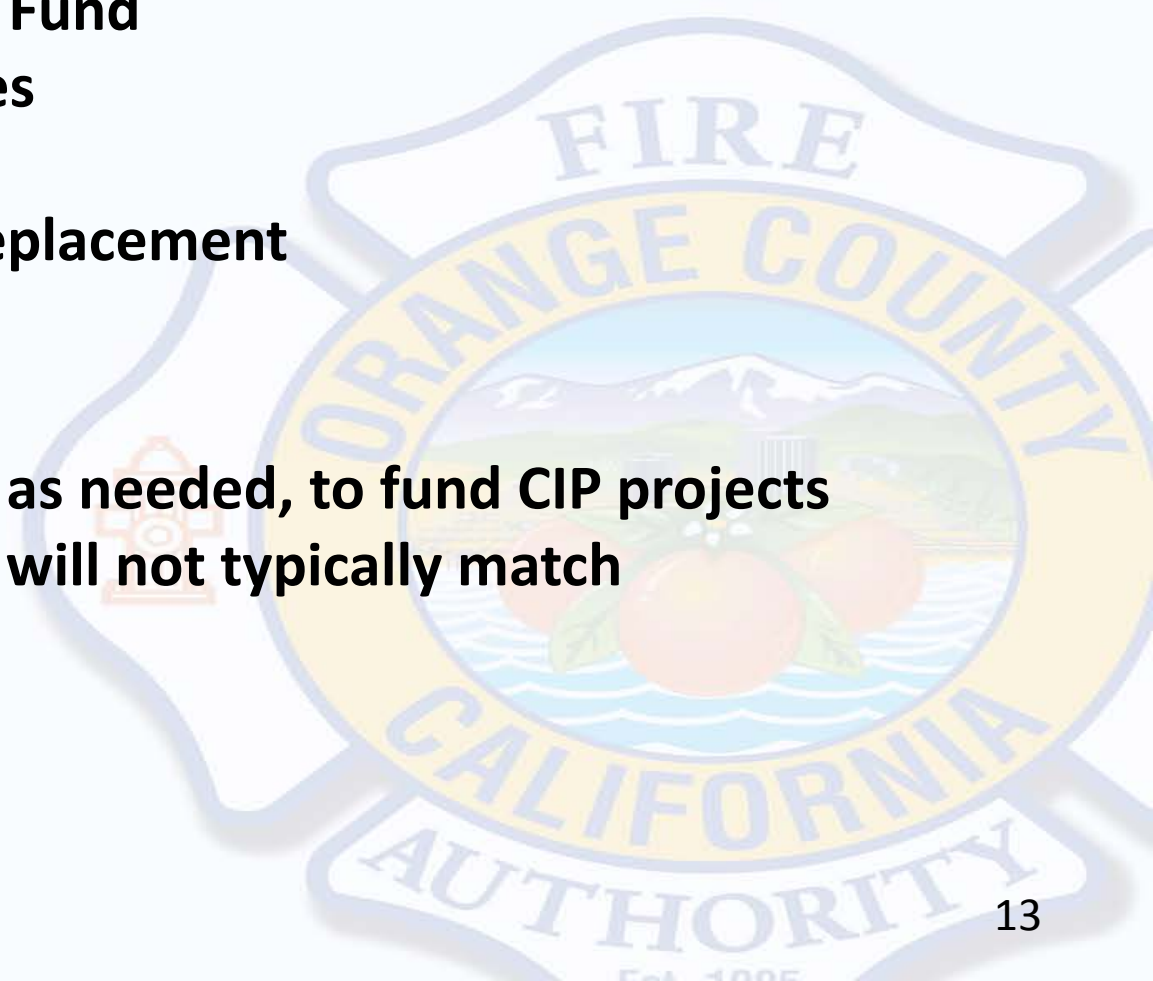 Fund
es
eplacement
as needed, to fund CIP projects
will not typically match
FIRE
ORANGE COUNTY
CALIFORNIA
AUTHORITY
13